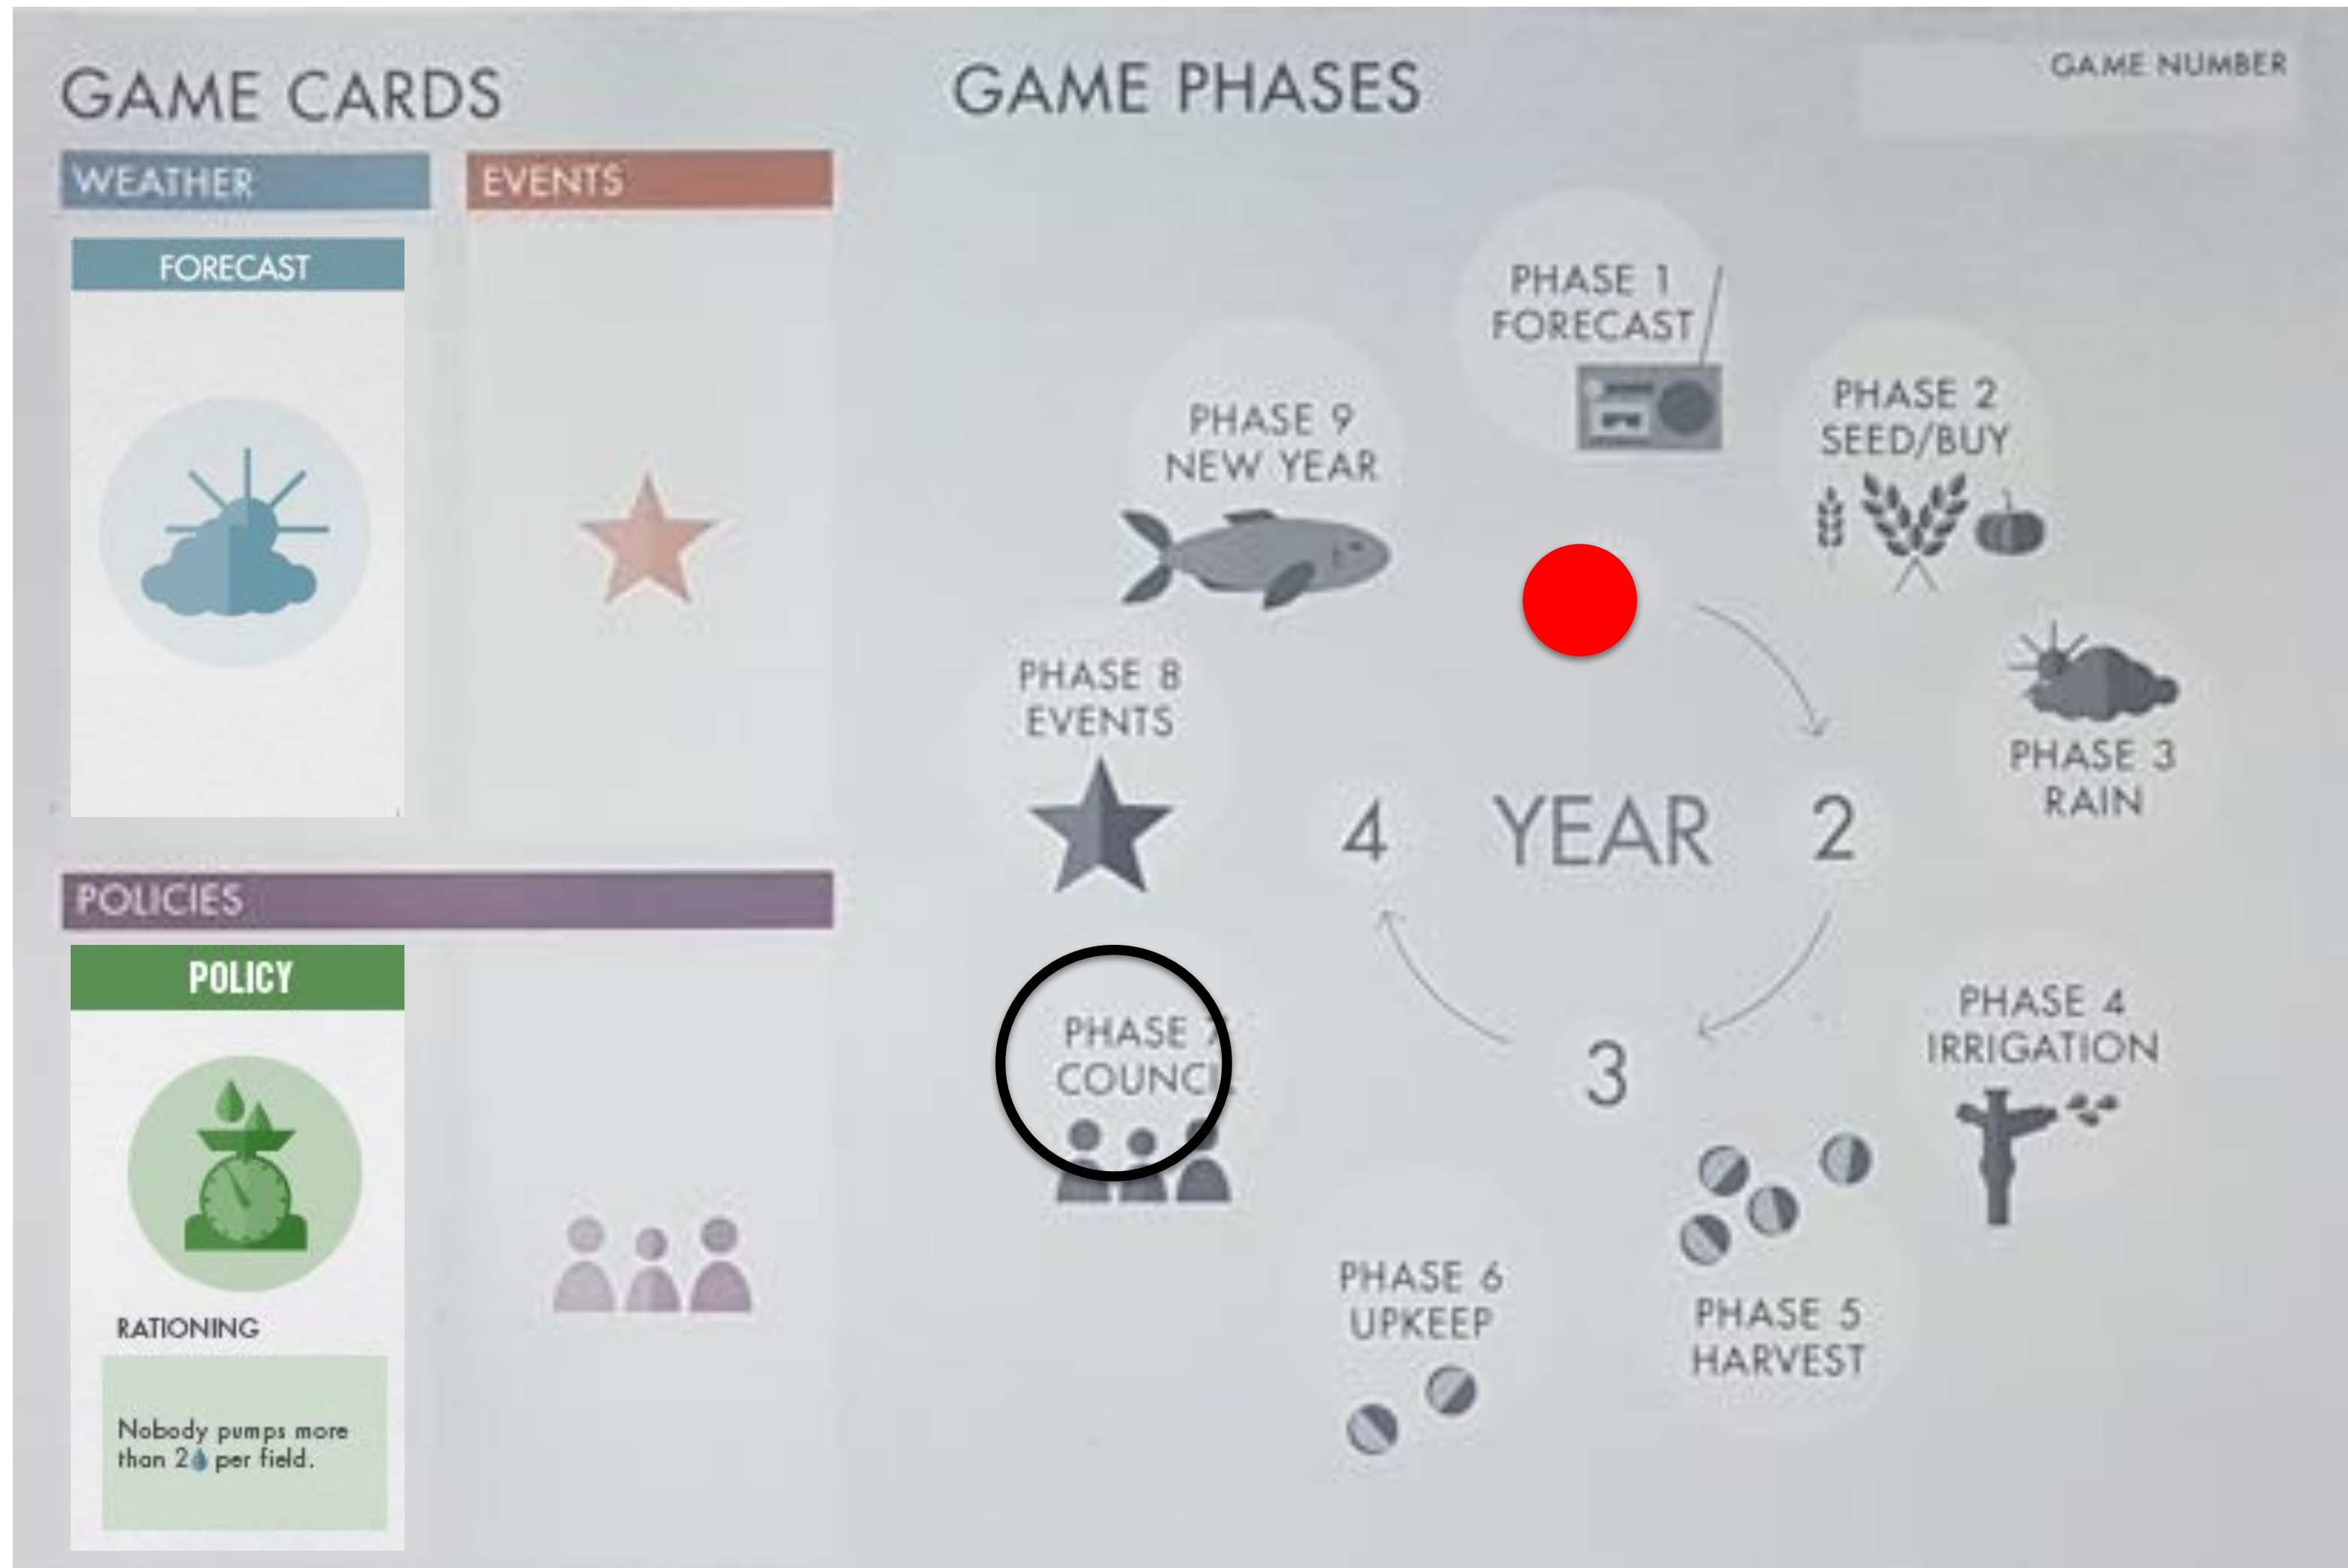 GAME CARDS
WEATHER
EVENTS
FORECAST
POLICIES
POLICY
RATIONING
Nobody pumps more
than 2 per field.
GAME PHASES
GAME NUMBER
PHASE 1
FORECAST
PHASE 2
SEED/BUY
PHASE 3
RAIN
PHASE 4
IRRIGATION
PHASE 5
HARVEST
PHASE 6
UPKEEP
PHASE 7
COUNCIL
PHASE 8
EVENTS
PHASE 9
NEW YEAR
4 YEAR 2
3